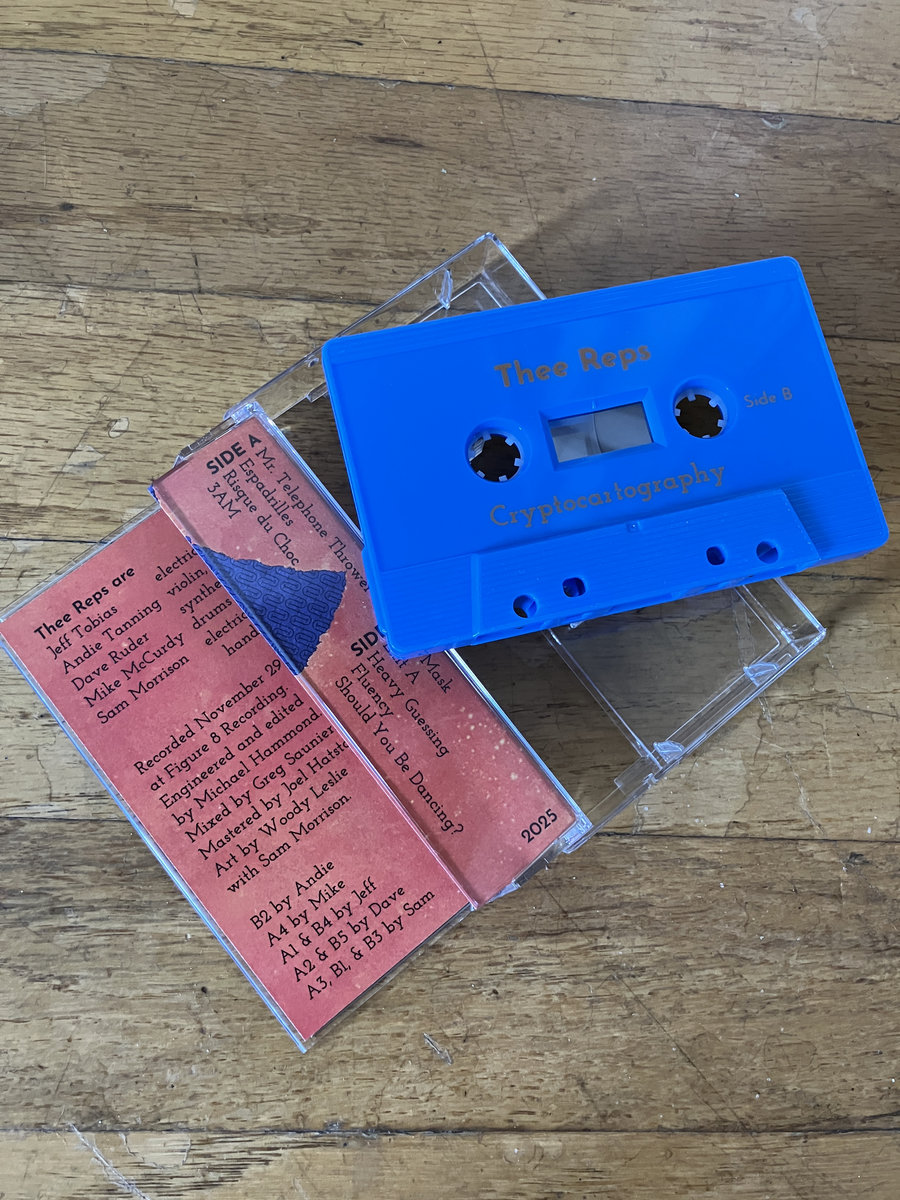 Thee Reps
Side B
Cryptocartography
SIDE A
Mr. Telephone Thrower
Espadrilles
Risque du Choc
3AM
Mask
A
Heavy Guessing
Fluency
Should You Be Dancing?
2025
Thee Reps are
Jeff Tobias
Andie Tanning violin,
Dave Ruder
Mike McCurdy drums
Sam Morrison
Recorded November 29
at Figure 8 Recording.
Engineered and edited
by Michael Hammond.
Mixed by Greg Saunier
Mastered by Joel
Art by Woody Leslie
with Sam Morrison.
B2 by Andie
A4 by Mike
A1 & B4 by Jeff
A2 & B5 by Dave
A3, B1, & B3 by Sam